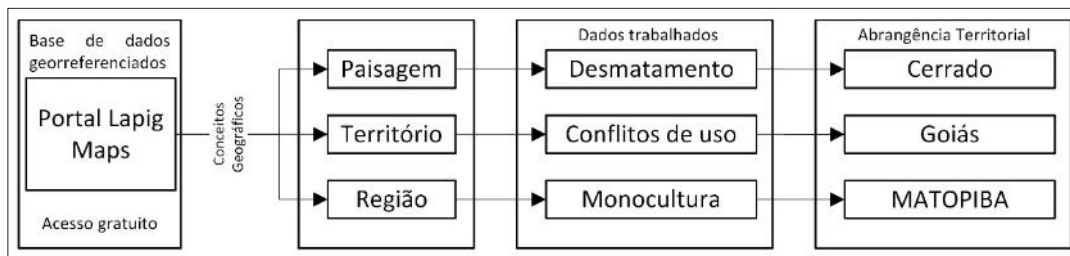 Base de dados
georreferenciados
Portal Lapig
Maps
Acesso gratuito
Conceitos
Geográficos
Paisagem
Território
Região
Dados trabalhados
Desmatamento
Conflitos de uso
Monocultura
Abrangência Territorial
Cerrado
Goiás
MATOPIBA